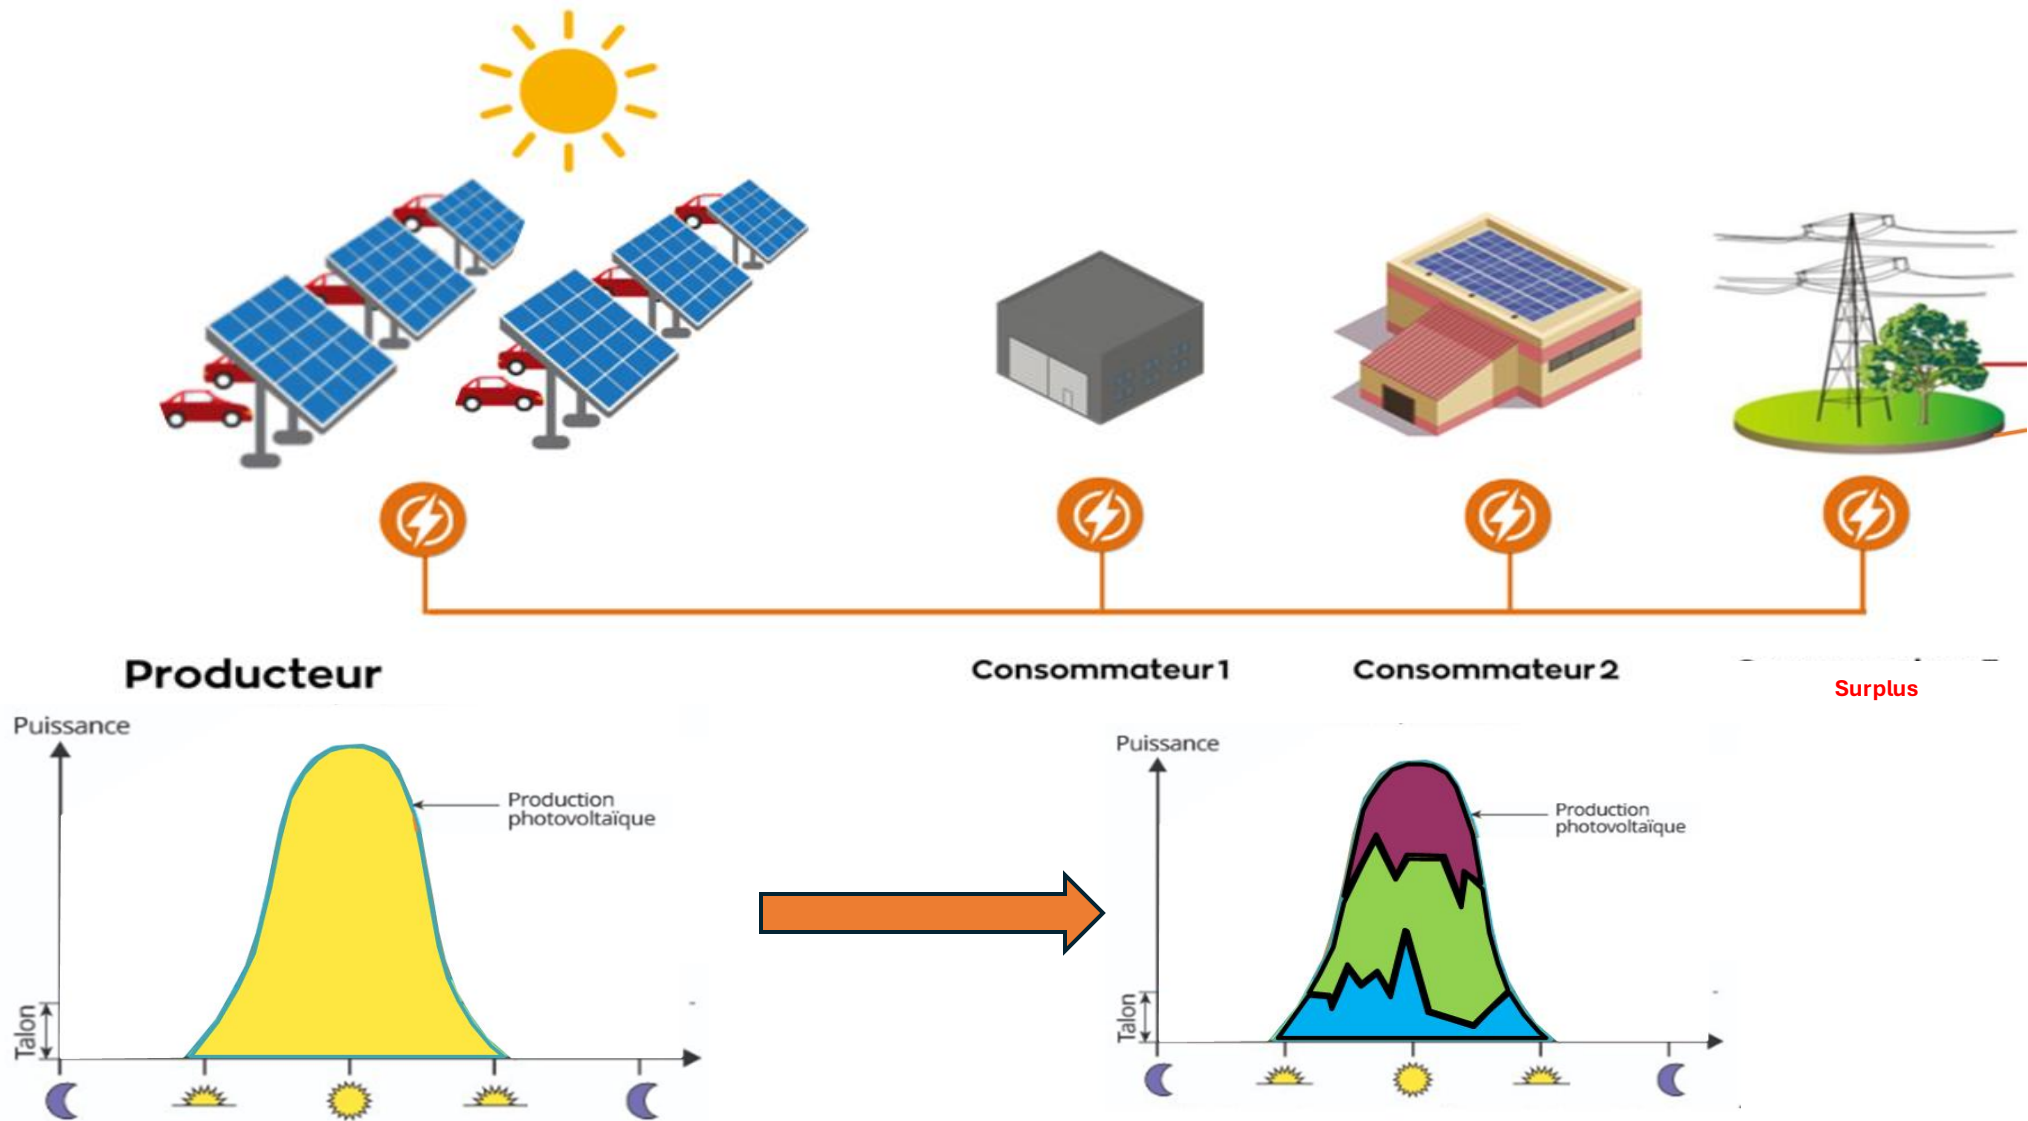 Producteur
Consommateur 1
Consommateur 2
Surplus
Puissance
Production
photovoltaïque
Talon
Puissance
Production
photovoltaïque
Talon